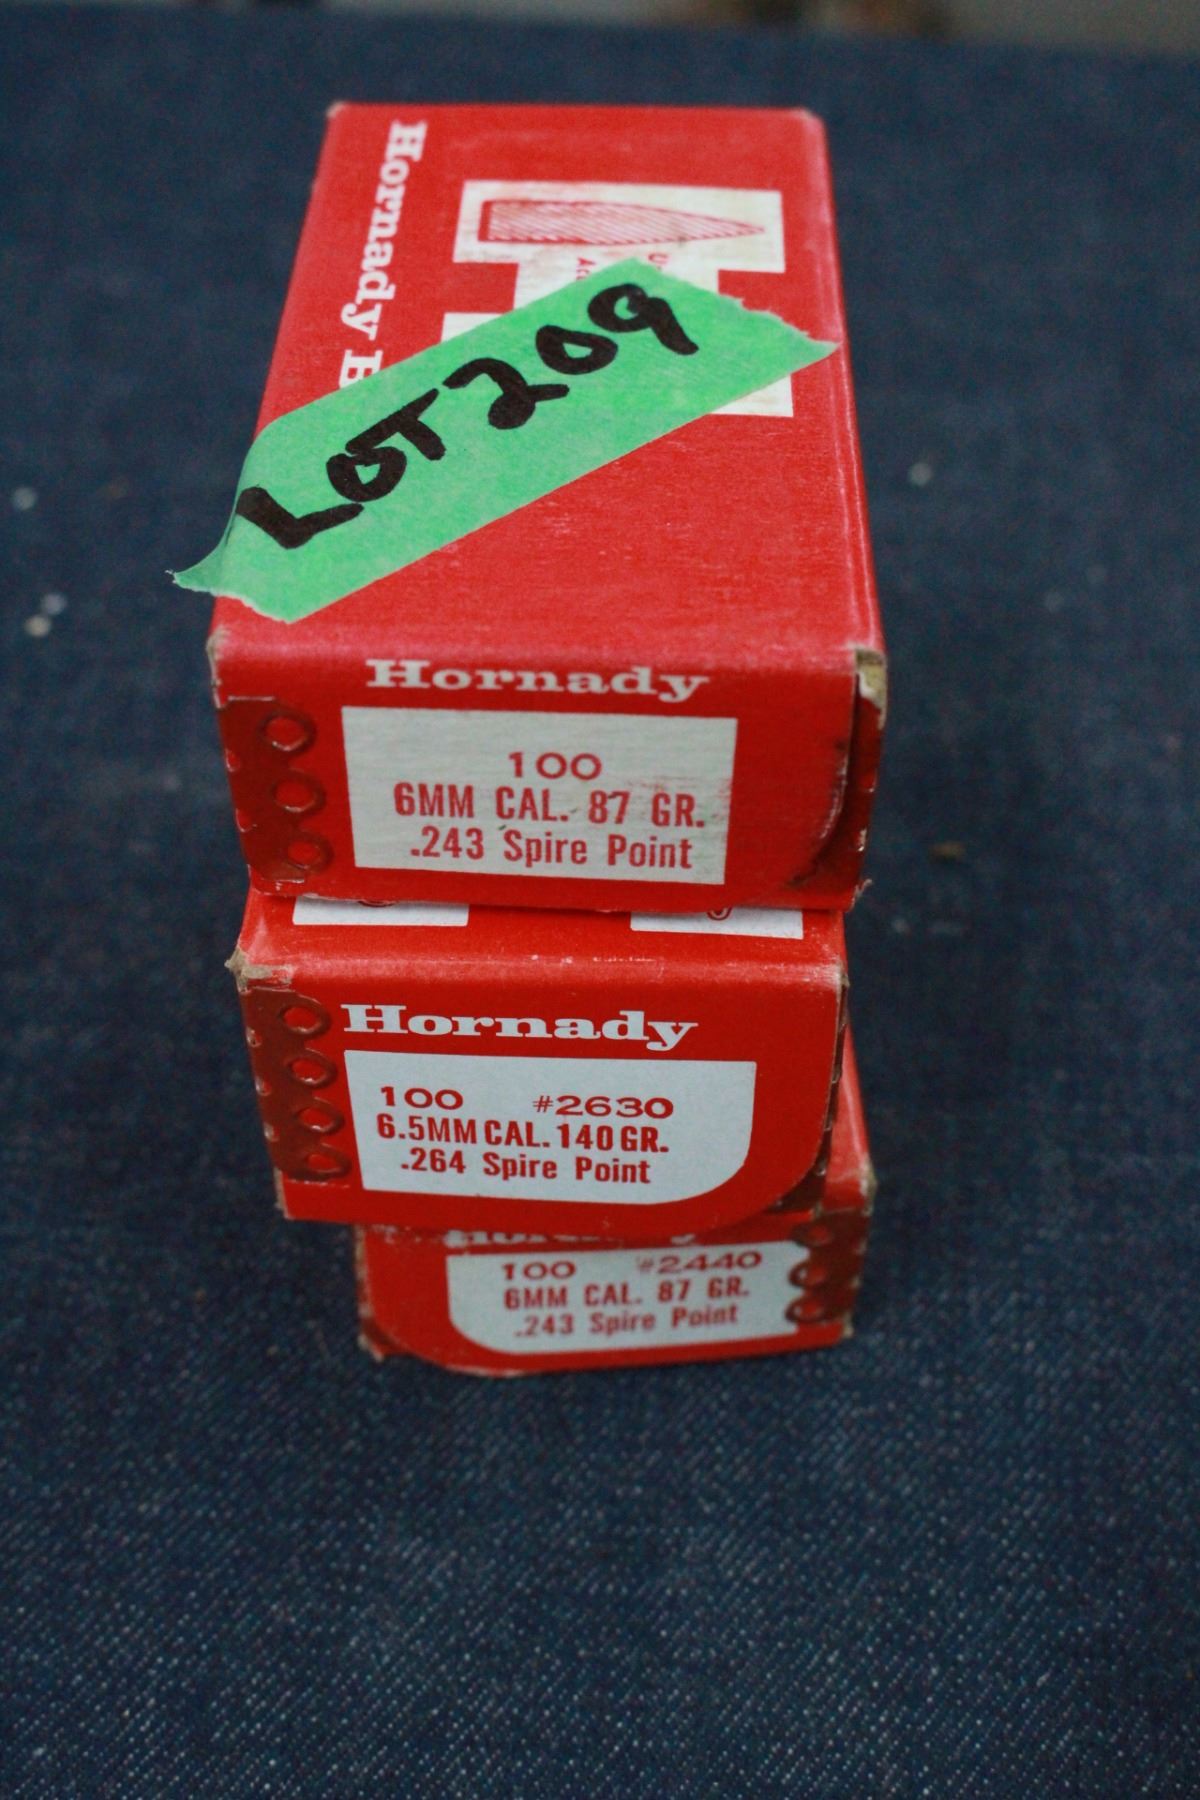 Hornady
LOT 209
Hornady
100
6MM CAL. 87 GR.
.243 Spire Point
Hornady
100 #2630
6.5MM CAL. 140 GR.
.264 Spire Point
Hornady
100 #2440
6MM CAL. 87 GR.
.243 Spire Point